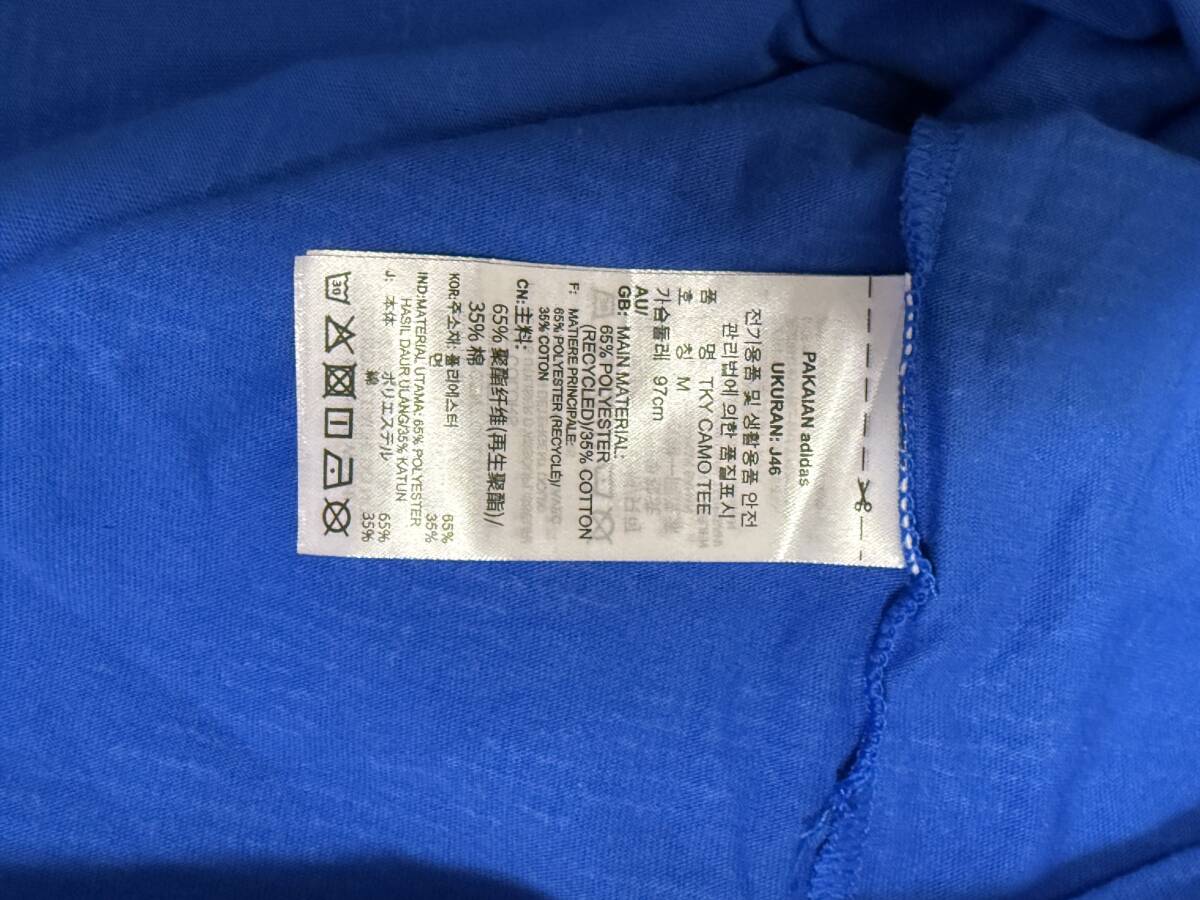 PAKAIAN adidas
UKURAN: J46
전기용품 및 생활용품 안전
관리법에 의한 품질표시
품 명 TKY CAMO TEE
호 칭 M
가슴둘레 97cm
AU/
GB: MAIN MATERIAL:
65% POLYESTER
(RECYCLED)/35% COTTON
F: MATIERE PRINCIPALE:
65% POLYESTER (RECYCLÉ)/
35% COTON
CN: 主料:
65% 聚酯纤维(再生聚酯)/
35% 棉
KOR: 주소재: 폴리에스터 65%
면 35%
IND: MATERIAL UTAMA: 65% POLYESTER
HASIL DAUR ULANG/35% KATUN
J: 本体 ポリエステル 65%
綿 35%
30